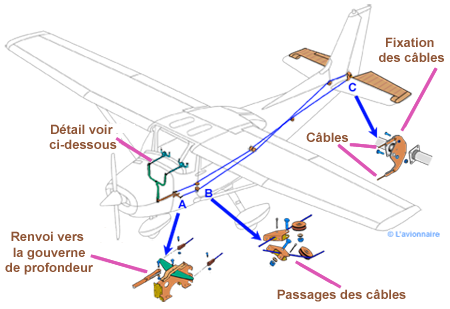 Fixation
des câbles
C
Détail voir
ci-dessous
Câbles
A
B
© L'avionnaire
Renvoi vers
la gouverne
de profondeur
Passages des câbles